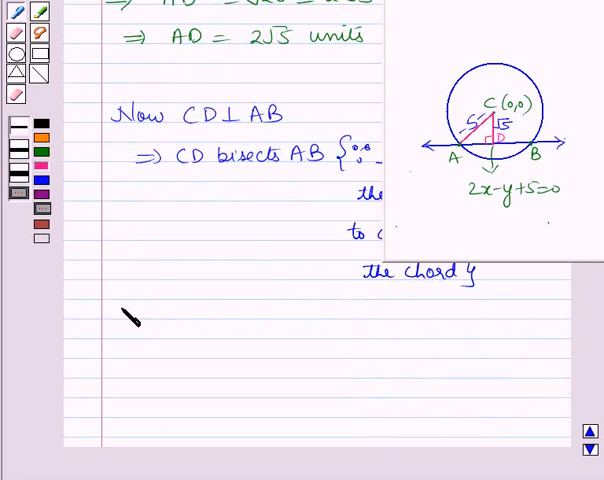 ⇒ AD = 2√5 units
Now CD⊥AB
⇒ CD bisects AB {∵
the
to c
the chord}
C (0,0)
5
√5
D
A
B
2x-y+5=0